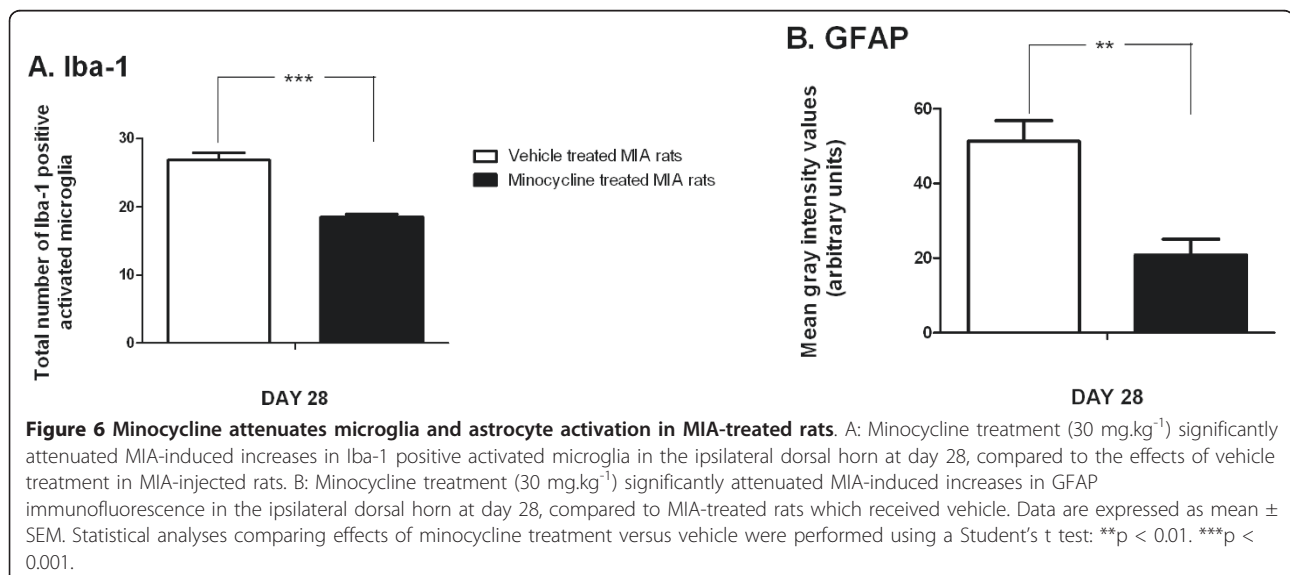 A. Iba-1
***
Total number of Iba-1 positive
activated microglia
30
20
10
0
DAY 28
Vehicle treated MIA rats
Minocycline treated MIA rats
B. GFAP
**
Mean gray intensity values
(arbitrary units)
60
40
20
0
DAY 28
Figure 6 Minocycline attenuates microglia and astrocyte activation in MIA-treated rats. A: Minocycline treatment (30 mg.kg⁻¹) significantly
attenuated MIA-induced increases in Iba-1 positive activated microglia in the ipsilateral dorsal horn at day 28, compared to the effects of vehicle
treatment in MIA-injected rats. B: Minocycline treatment (30 mg.kg⁻¹) significantly attenuated MIA-induced increases in GFAP
immunofluorescence in the ipsilateral dorsal horn at day 28, compared to MIA-treated rats which received vehicle. Data are expressed as mean ±
SEM. Statistical analyses comparing effects of minocycline treatment versus vehicle were performed using a Student's t test: **p < 0.01. ***p <
0.001.